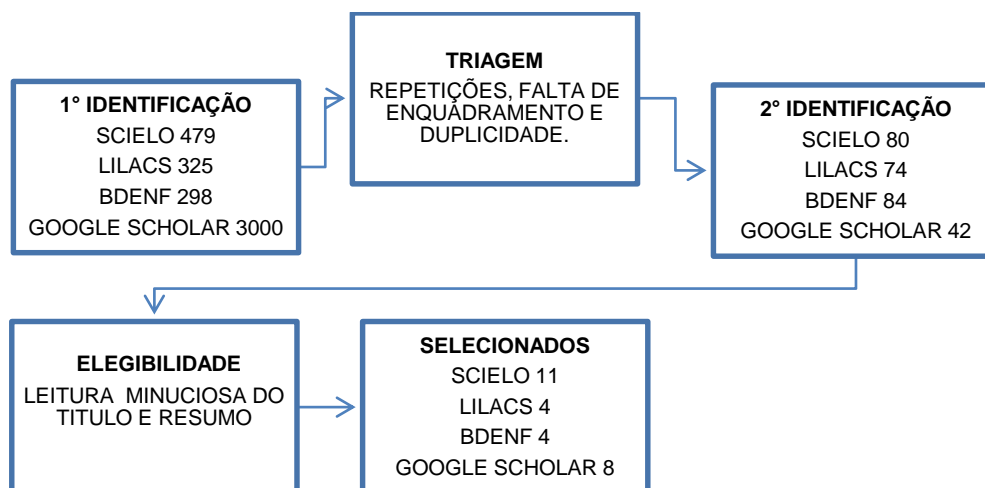 1° IDENTIFICAÇÃO
SCIELO 479
LILACS 325
BDENF 298
GOOGLE SCHOLAR 3000
TRIAGEM
REPETIÇÕES, FALTA DE
ENQUADRAMENTO E
DUPLICIDADE.
2° IDENTIFICAÇÃO
SCIELO 80
LILACS 74
BDENF 84
GOOGLE SCHOLAR 42
ELEGIBILIDADE
LEITURA MINUCIOSA DO
TITULO E RESUMO
SELECIONADOS
SCIELO 11
LILACS 4
BDENF 4
GOOGLE SCHOLAR 8